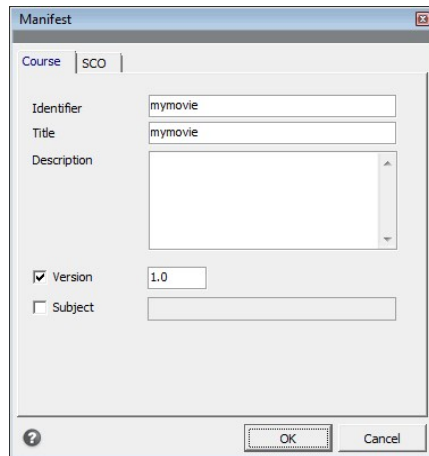 Manifest
Course SCO
Identifier mymovie
Title mymovie
Description
Version 1.0
Subject
? OK Cancel